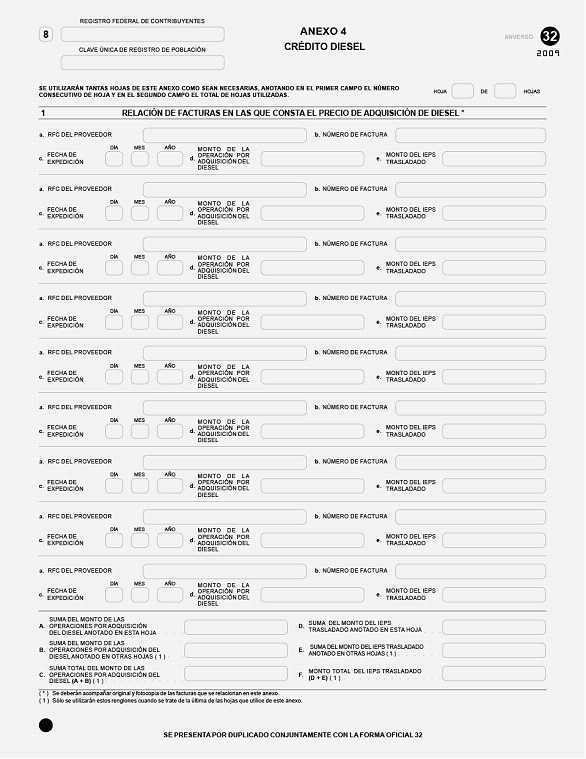 REGISTRO FEDERAL DE CONTRIBUYENTES
8
CLAVE ÚNICA DE REGISTRO DE POBLACIÓN
ANEXO 4
CRÉDITO DIESEL
ANVERSO 32
2009
SE UTILIZARÁN TANTAS HOJAS DE ESTE ANEXO COMO SEAN NECESARIAS, ANOTANDO EN EL PRIMER CAMPO EL NÚMERO
CONSECUTIVO DE HOJA Y EN EL SEGUNDO CAMPO EL TOTAL DE HOJAS UTILIZADAS.
HOJA DE HOJAS
1 RELACIÓN DE FACTURAS EN LAS QUE CONSTA EL PRECIO DE ADQUISICIÓN DE DIESEL *
a. RFC DEL PROVEEDOR b. NÚMERO DE FACTURA
c. FECHA DE EXPEDICIÓN DÍA MES AÑO
d. MONTO DE LA OPERACIÓN POR ADQUISICIÓN DEL DIESEL
e. MONTO DEL IEPS TRASLADADO
a. RFC DEL PROVEEDOR b. NÚMERO DE FACTURA
c. FECHA DE EXPEDICIÓN DÍA MES AÑO
d. MONTO DE LA OPERACIÓN POR ADQUISICIÓN DEL DIESEL
e. MONTO DEL IEPS TRASLADADO
a. RFC DEL PROVEEDOR b. NÚMERO DE FACTURA
c. FECHA DE EXPEDICIÓN DÍA MES AÑO
d. MONTO DE LA OPERACIÓN POR ADQUISICIÓN DEL DIESEL
e. MONTO DEL IEPS TRASLADADO
a. RFC DEL PROVEEDOR b. NÚMERO DE FACTURA
c. FECHA DE EXPEDICIÓN DÍA MES AÑO
d. MONTO DE LA OPERACIÓN POR ADQUISICIÓN DEL DIESEL
e. MONTO DEL IEPS TRASLADADO
a. RFC DEL PROVEEDOR b. NÚMERO DE FACTURA
c. FECHA DE EXPEDICIÓN DÍA MES AÑO
d. MONTO DE LA OPERACIÓN POR ADQUISICIÓN DEL DIESEL
e. MONTO DEL IEPS TRASLADADO
a. RFC DEL PROVEEDOR b. NÚMERO DE FACTURA
c. FECHA DE EXPEDICIÓN DÍA MES AÑO
d. MONTO DE LA OPERACIÓN POR ADQUISICIÓN DEL DIESEL
e. MONTO DEL IEPS TRASLADADO
a. RFC DEL PROVEEDOR b. NÚMERO DE FACTURA
c. FECHA DE EXPEDICIÓN DÍA MES AÑO
d. MONTO DE LA OPERACIÓN POR ADQUISICIÓN DEL DIESEL
e. MONTO DEL IEPS TRASLADADO
a. RFC DEL PROVEEDOR b. NÚMERO DE FACTURA
c. FECHA DE EXPEDICIÓN DÍA MES AÑO
d. MONTO DE LA OPERACIÓN POR ADQUISICIÓN DEL DIESEL
e. MONTO DEL IEPS TRASLADADO
a. RFC DEL PROVEEDOR b. NÚMERO DE FACTURA
c. FECHA DE EXPEDICIÓN DÍA MES AÑO
d. MONTO DE LA OPERACIÓN POR ADQUISICIÓN DEL DIESEL
e. MONTO DEL IEPS TRASLADADO
A. SUMA DEL MONTO DE LAS
OPERACIONES POR ADQUISICIÓN
DEL DIESEL ANOTADO EN ESTA HOJA
D. SUMA DEL MONTO DEL IEPS
TRASLADADO ANOTADO EN ESTA HOJA
B. SUMA DEL MONTO DE LAS
OPERACIONES POR ADQUISICIÓN DEL
DIESEL ANOTADO EN OTRAS HOJAS ( 1 )
E. SUMA DEL MONTO DEL IEPS TRASLADADO
ANOTADO EN OTRAS HOJAS ( 1 )
C. SUMA TOTAL DEL MONTO DE LAS
OPERACIONES POR ADQUISICIÓN DEL
DIESEL (A + B) ( 1 )
F. MONTO TOTAL DEL IEPS TRASLADADO
(D + E) ( 1 )
( * ) Se deberán acompañar original y fotocopia de las facturas que se relacionan en este anexo.
( 1 ) Sólo se utilizarán estos renglones cuando se trate de la última de las hojas que utilice de este anexo.
SE PRESENTA POR DUPLICADO CONJUNTAMENTE CON LA FORMA OFICIAL 32